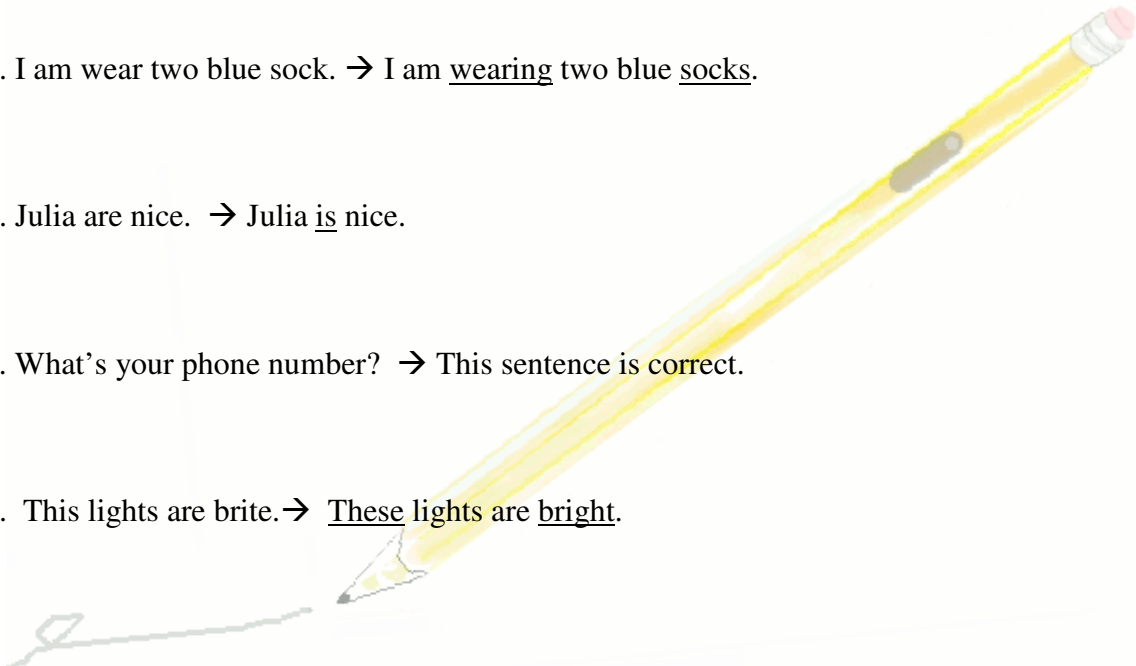 . I am wear two blue sock. → I am wearing two blue socks.
. Julia are nice. → Julia is nice.
. What’s your phone number? → This sentence is correct.
. This lights are brite.→ These lights are bright.